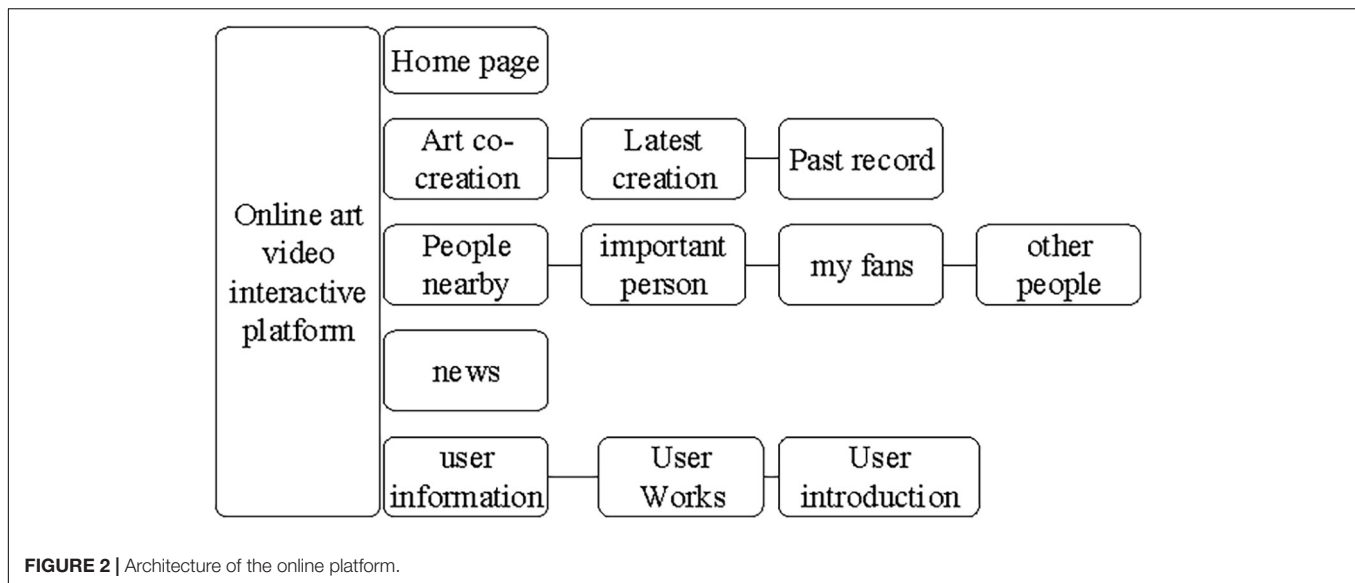 Online art
video
interactive
platform
Home page
Art co-
creation
Latest
creation
Past record
People
nearby
important
person
my fans
other
people
news
user
information
User
Works
User
introduction
FIGURE 2 | Architecture of the online platform.